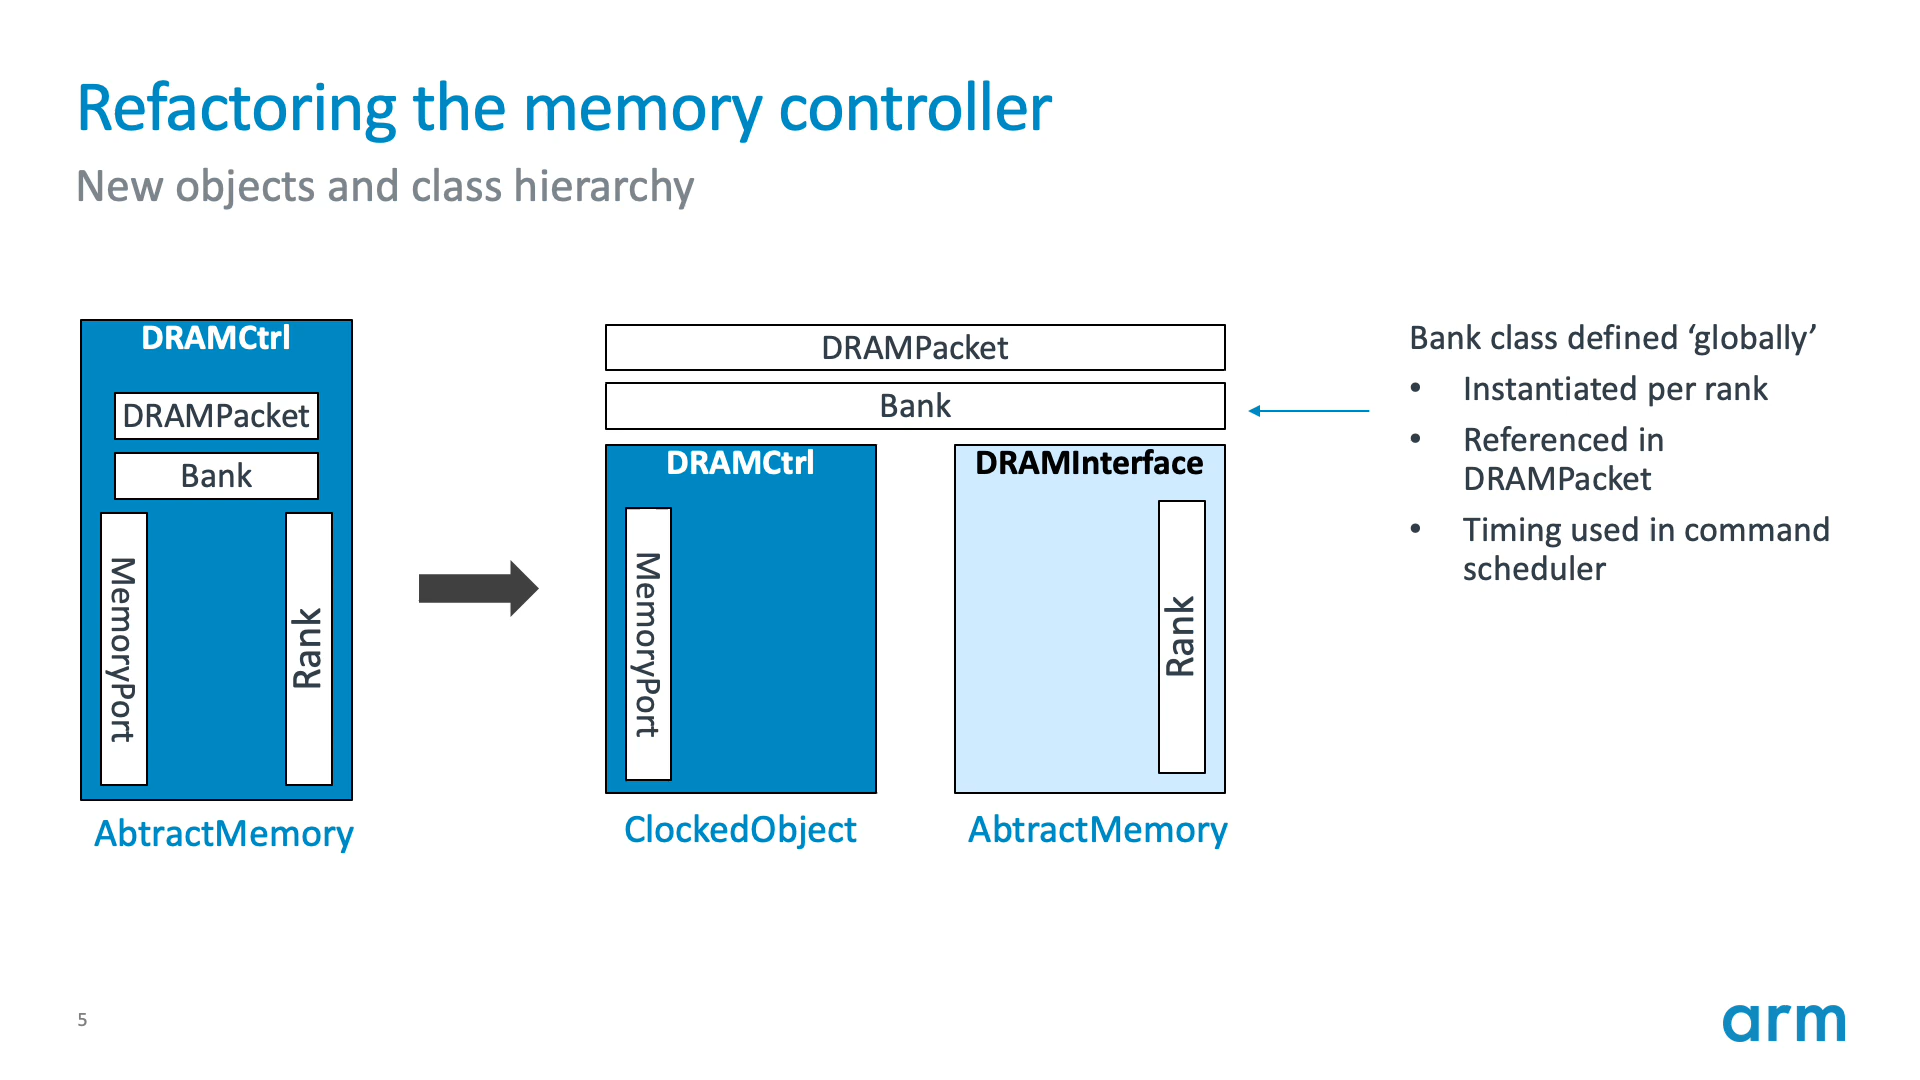 Refactoring the memory controller
New objects and class hierarchy
DRAMCtrl
DRAMPacket
Bank
MemoryPort
Rank
AbtractMemory
DRAMPacket
Bank
DRAMCtrl
MemoryPort
ClockedObject
DRAMInterface
Rank
AbtractMemory
Bank class defined ‘globally’
• Instantiated per rank
• Referenced in
DRAMPacket
• Timing used in command
scheduler
5
arm